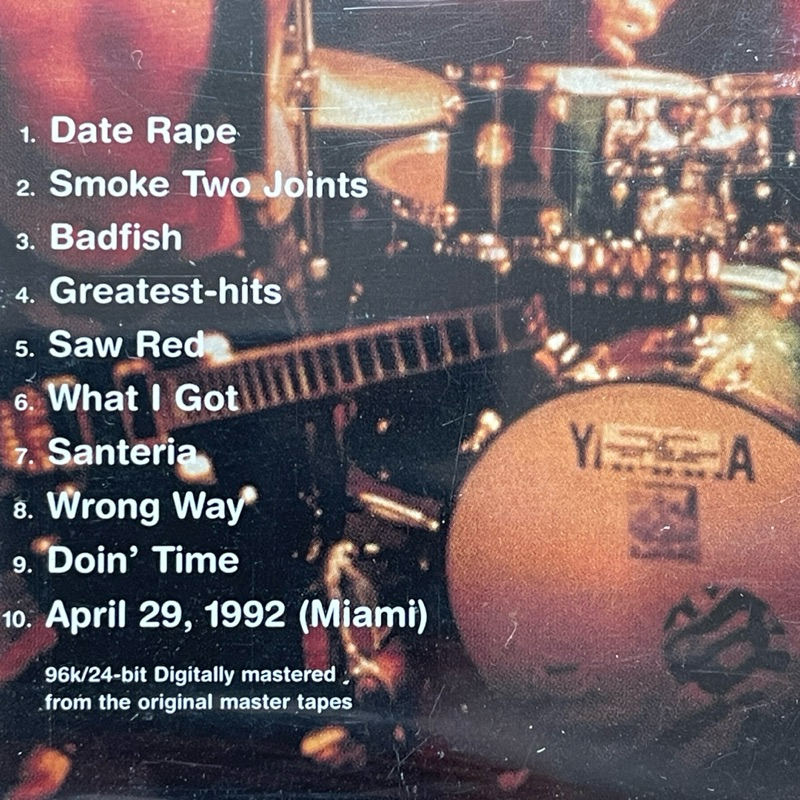 1. Date Rape
2. Smoke Two Joints
3. Badfish
4. Greatest-hits
5. Saw Red
6. What I Got
7. Santeria
8. Wrong Way
9. Doin’ Time
10. April 29, 1992 (Miami)
96k/24-bit Digitally mastered
from the original master tapes